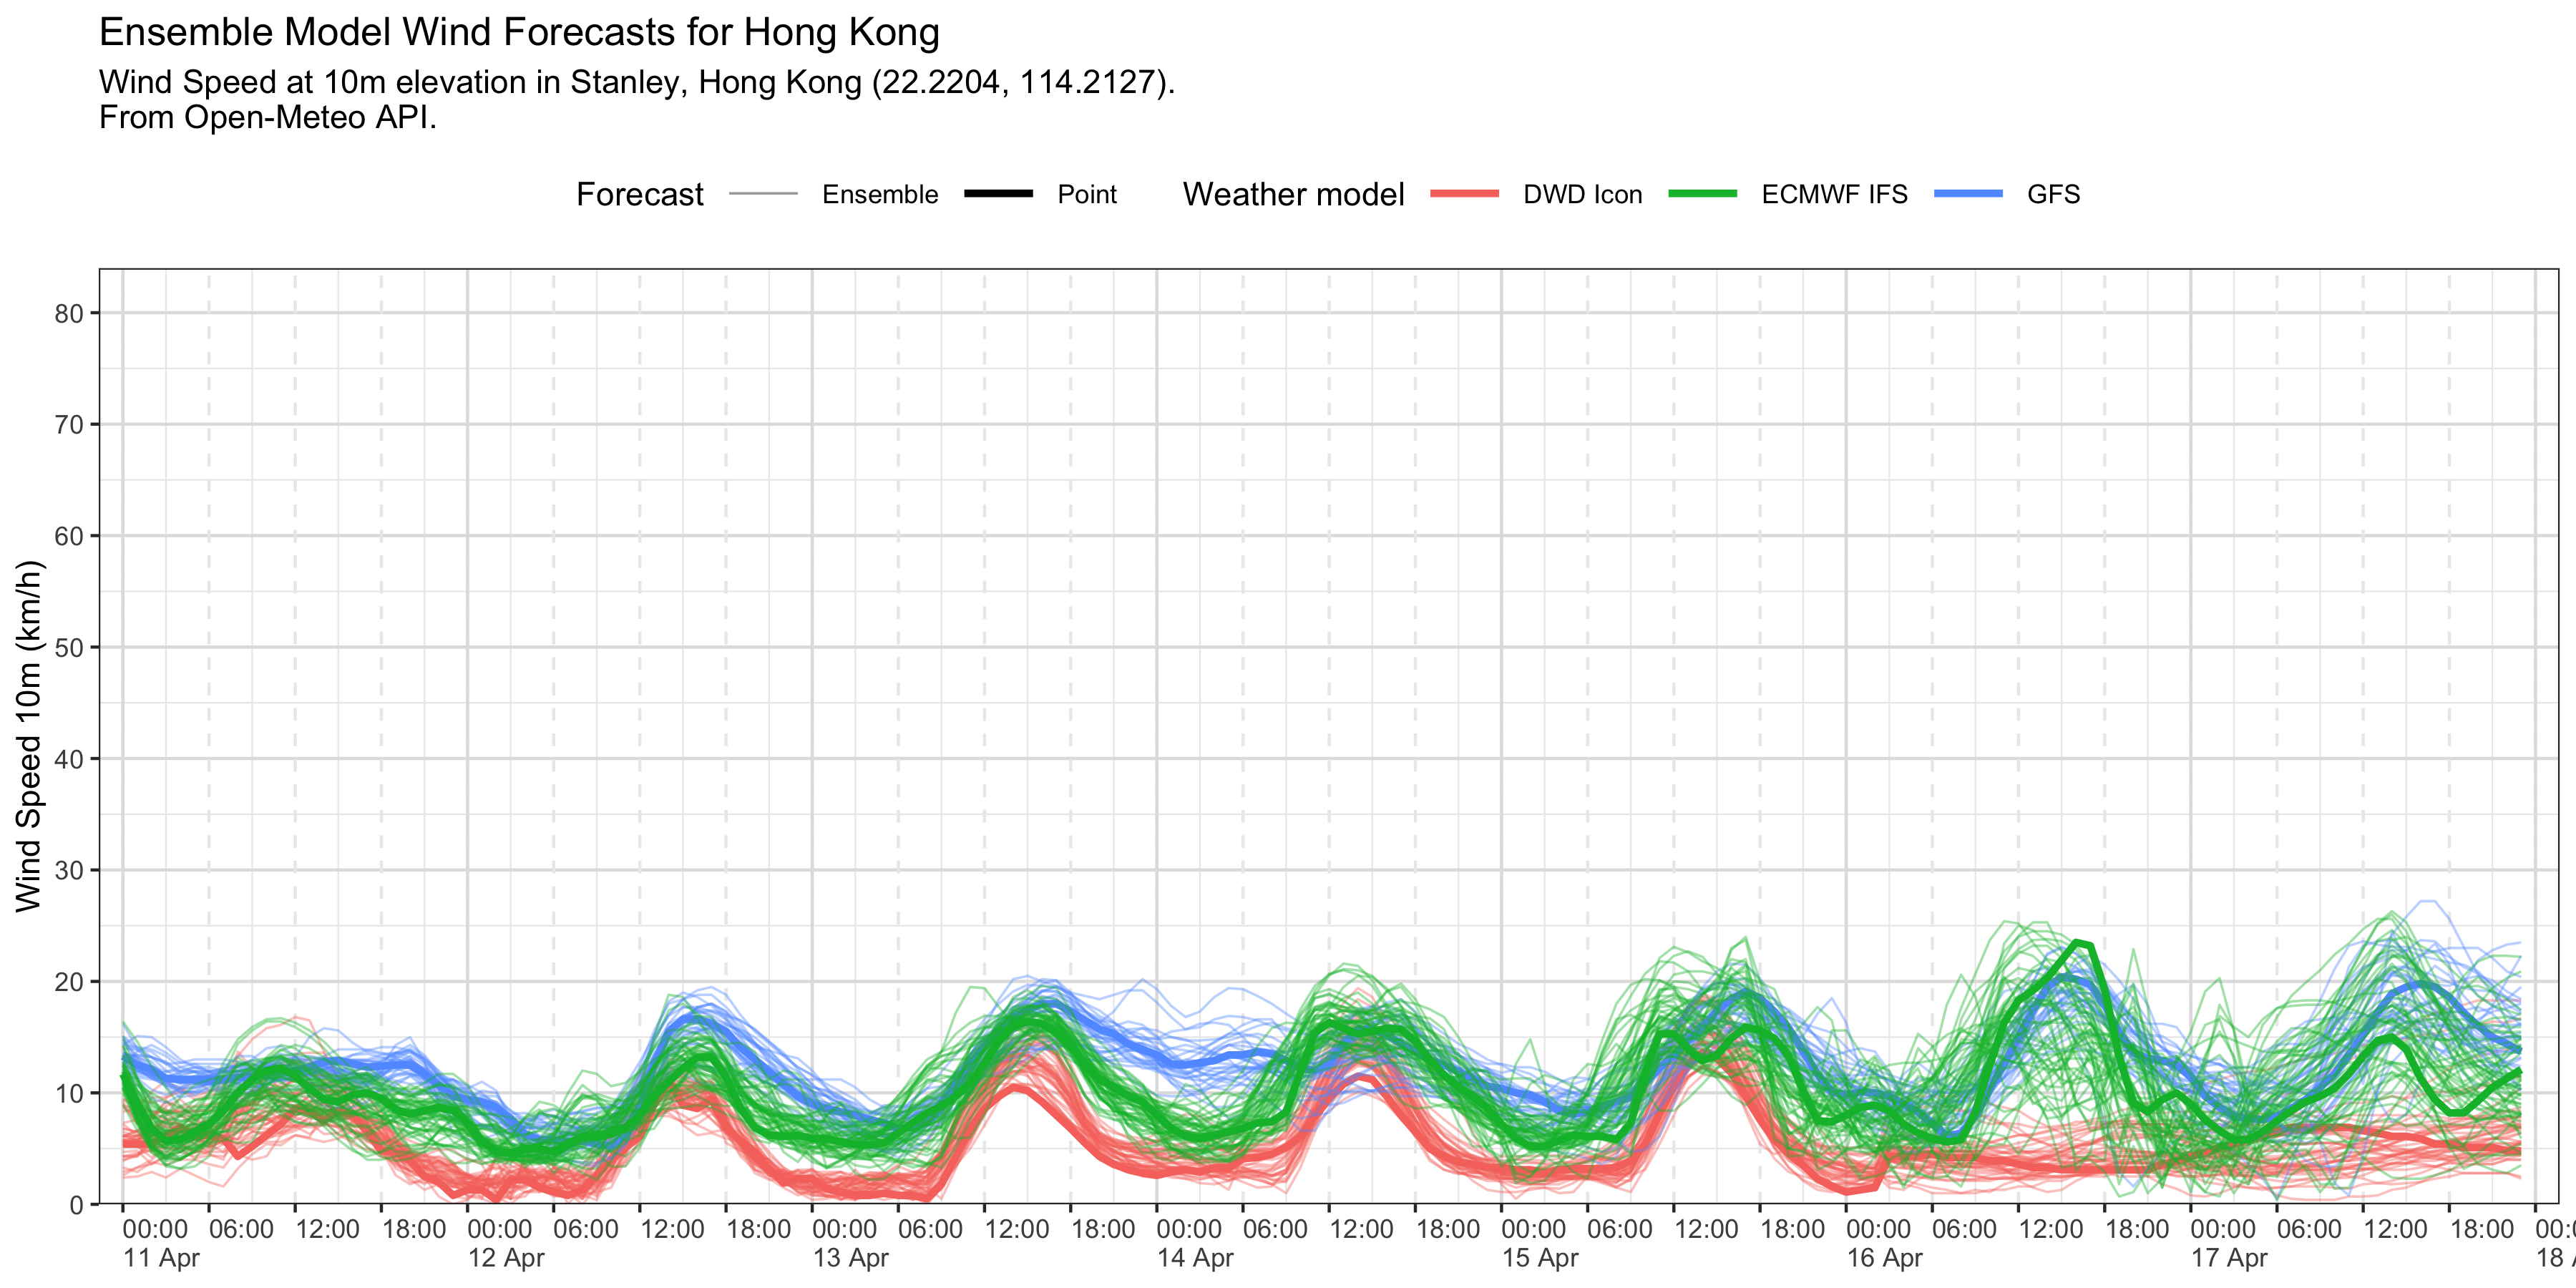 Ensemble Model Wind Forecasts for Hong Kong
Wind Speed at 10m elevation in Stanley, Hong Kong (22.2204, 114.2127).
From Open-Meteo API.
Forecast Ensemble Point Weather model DWD Icon ECMWF IFS GFS
Wind Speed 10m (km/h)
80
70
60
50
40
30
20
10
0
00:00 06:00 12:00 18:00 00:00 06:00 12:00 18:00 00:00 06:00 12:00 18:00 00:00 06:00 12:00 18:00 00:00 06:00 12:00 18:00 00:00 06:00 12:00 18:00 00:00 06:00 12:00 18:00
11 Apr 12 Apr 13 Apr 14 Apr 15 Apr 16 Apr 17 Apr 18